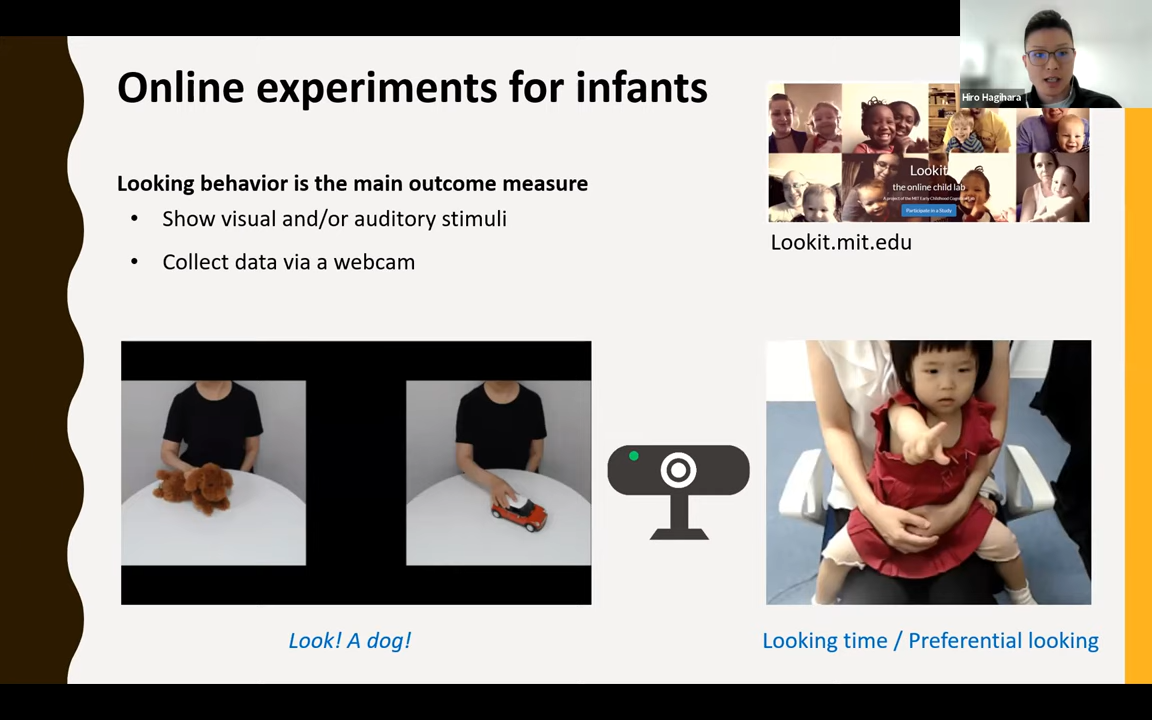 Online experiments for infants
Hiro Hagihara
Looking behavior is the main outcome measure
• Show visual and/or auditory stimuli
• Collect data via a webcam
Lookit
the online child lab
A project of the MIT Early Childhood Cognition Lab
Participate in a Study
Lookit.mit.edu
Look! A dog!
Looking time / Preferential looking